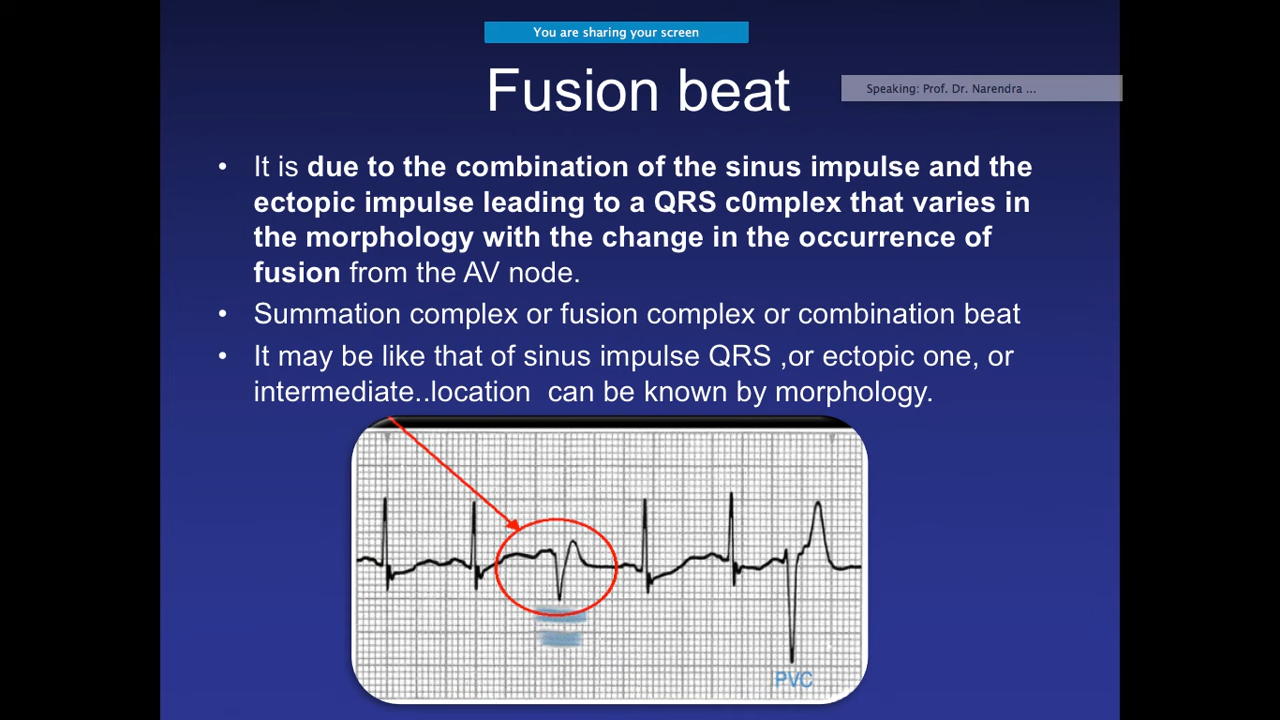 You are sharing your screen
Fusion beat
Speaking: Prof. Dr. Narendra ...
• It is due to the combination of the sinus impulse and the
ectopic impulse leading to a QRS c0mplex that varies in
the morphology with the change in the occurrence of
fusion from the AV node.
• Summation complex or fusion complex or combination beat
• It may be like that of sinus impulse QRS ,or ectopic one, or
intermediate..location can be known by morphology.
PVC